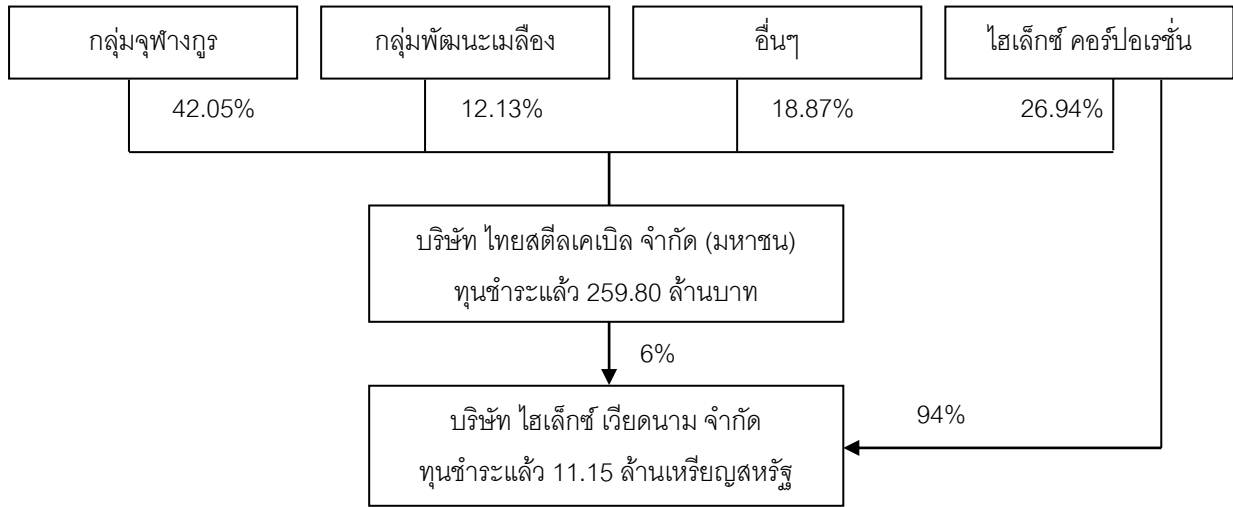 กลุ่มจุฬางกูร
กลุ่มพัฒนะเมลือง
อื่นๆ
ไฮเล็กซ์ คอร์ปอเรชั่น
42.05%
12.13%
18.87%
26.94%
บริษัท ไทยสตีลเคเบิล จำกัด (มหาชน)
ทุนชำระแล้ว 259.80 ล้านบาท
6%
บริษัท ไฮเล็กซ์ เวียดนาม จำกัด
ทุนชำระแล้ว 11.15 ล้านเหรียญสหรัฐ
94%